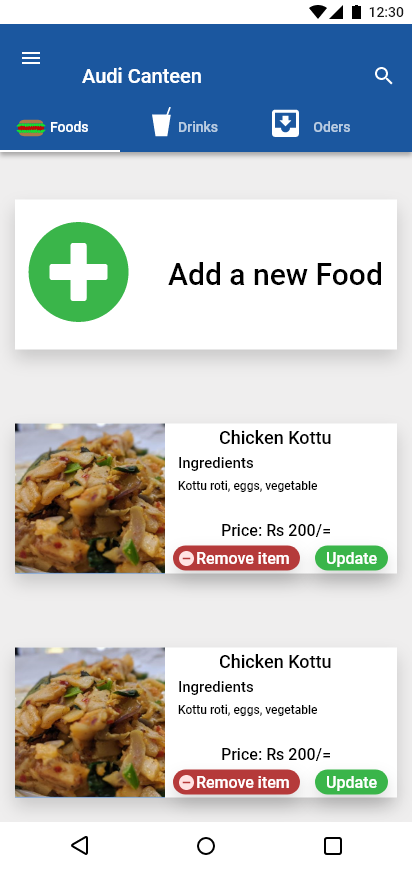 12:30
Audi Canteen
Foods
Drinks
Oders
Add a new Food
Chicken Kottu
Ingredients
Kottu roti, eggs, vegetable
Price: Rs 200/=
Remove item
Update
Chicken Kottu
Ingredients
Kottu roti, eggs, vegetable
Price: Rs 200/=
Remove item
Update